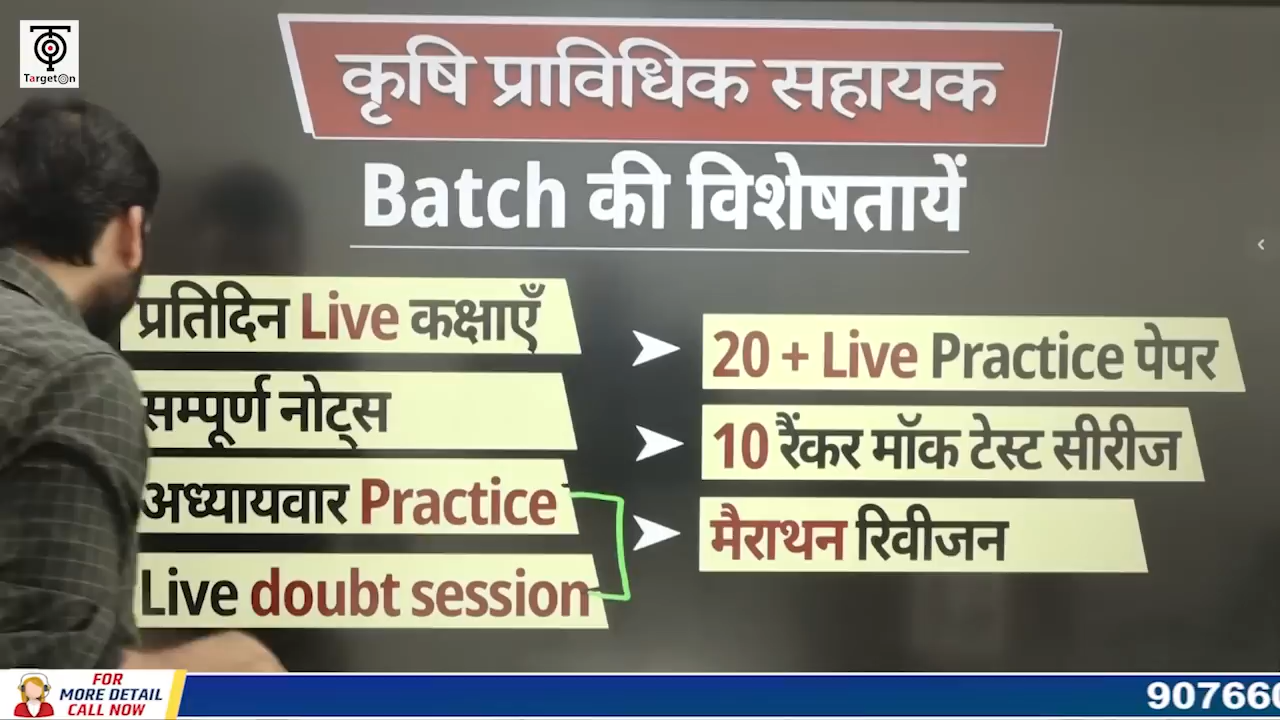 TargetOn
कृषि प्राविधिक सहायक
Batch की विशेषतायें
प्रतिदिन Live कक्षाएँ
सम्पूर्ण नोट्स
अध्यायवार Practice
Live doubt session
20 + Live Practice पेपर
10 रैंकर मॉक टेस्ट सीरीज
मैराथन रिवीजन
FOR
MORE DETAIL
CALL NOW